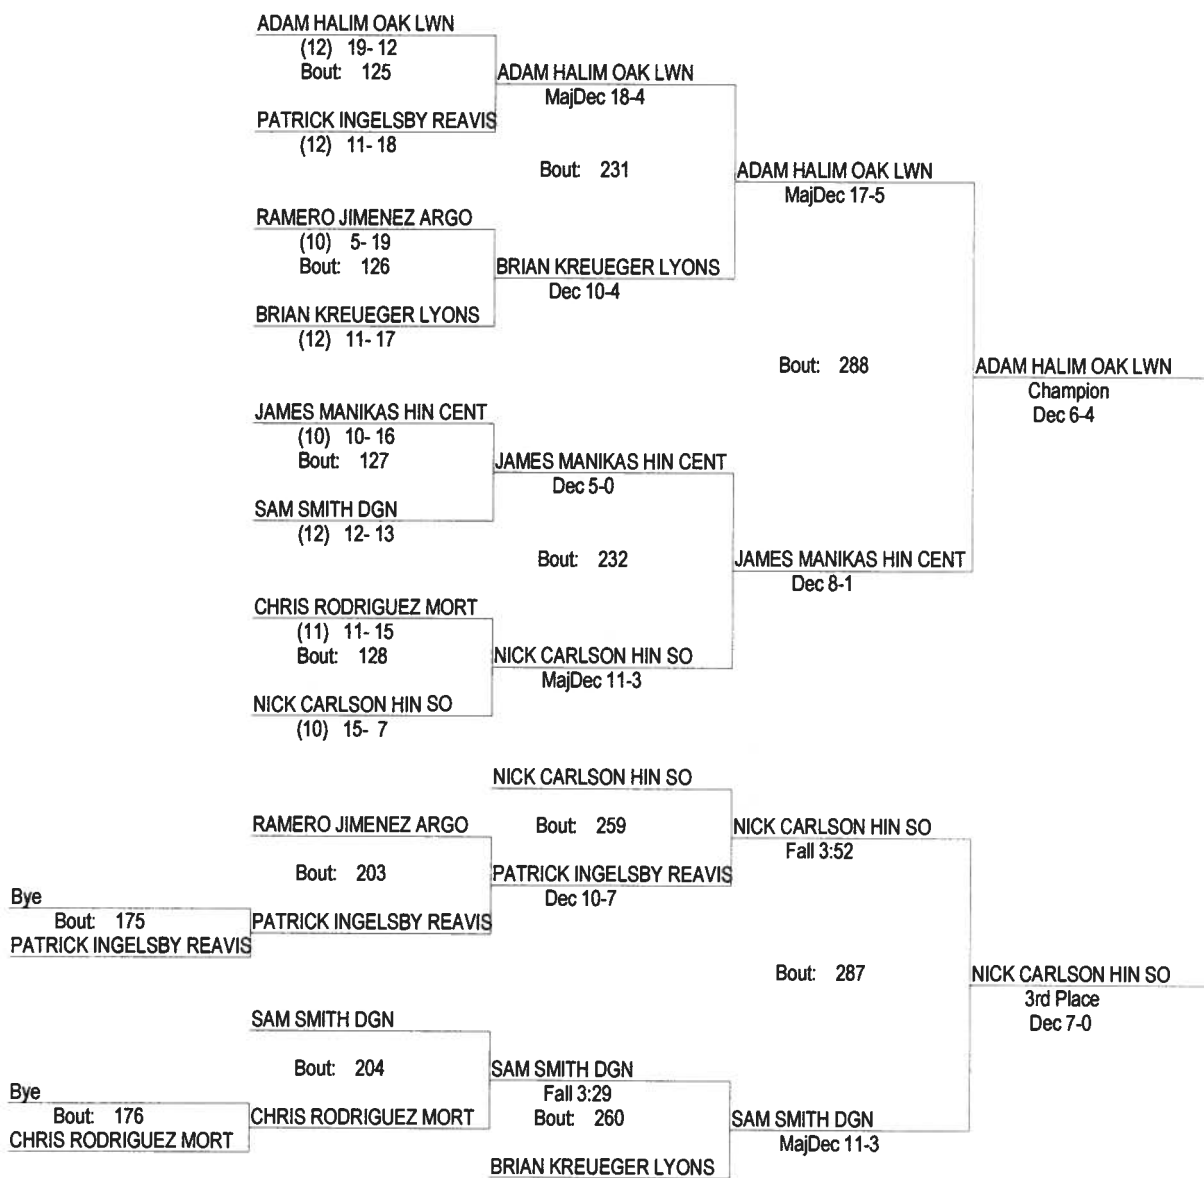 ADAM HALIM OAK LWN
(12) 19- 12
Bout: 125
ADAM HALIM OAK LWN
MajDec 18-4
PATRICK INGELSBY REAVIS
(12) 11- 18
Bout: 231
ADAM HALIM OAK LWN
MajDec 17-5
RAMERO JIMENEZ ARGO
(10) 5- 19
Bout: 126
BRIAN KREUEGER LYONS
Dec 10-4
BRIAN KREUEGER LYONS
(12) 11- 17
Bout: 288
ADAM HALIM OAK LWN
Champion
Dec 6-4
JAMES MANIKAS HIN CENT
(10) 10- 16
Bout: 127
JAMES MANIKAS HIN CENT
Dec 5-0
SAM SMITH DGN
(12) 12- 13
Bout: 232
JAMES MANIKAS HIN CENT
Dec 8-1
CHRIS RODRIGUEZ MORT
(11) 11- 15
Bout: 128
NICK CARLSON HIN SO
MajDec 11-3
NICK CARLSON HIN SO
(10) 15- 7
NICK CARLSON HIN SO
Bout: 259
NICK CARLSON HIN SO
Fall 3:52
RAMERO JIMENEZ ARGO
Bout: 203
PATRICK INGELSBY REAVIS
Dec 10-7
Bye
Bout: 175
PATRICK INGELSBY REAVIS
PATRICK INGELSBY REAVIS
Bout: 287
NICK CARLSON HIN SO
3rd Place
Dec 7-0
SAM SMITH DGN
Bout: 204
SAM SMITH DGN
Fall 3:29
Bout: 260
Bye
Bout: 176
CHRIS RODRIGUEZ MORT
CHRIS RODRIGUEZ MORT
SAM SMITH DGN
MajDec 11-3
BRIAN KREUEGER LYONS